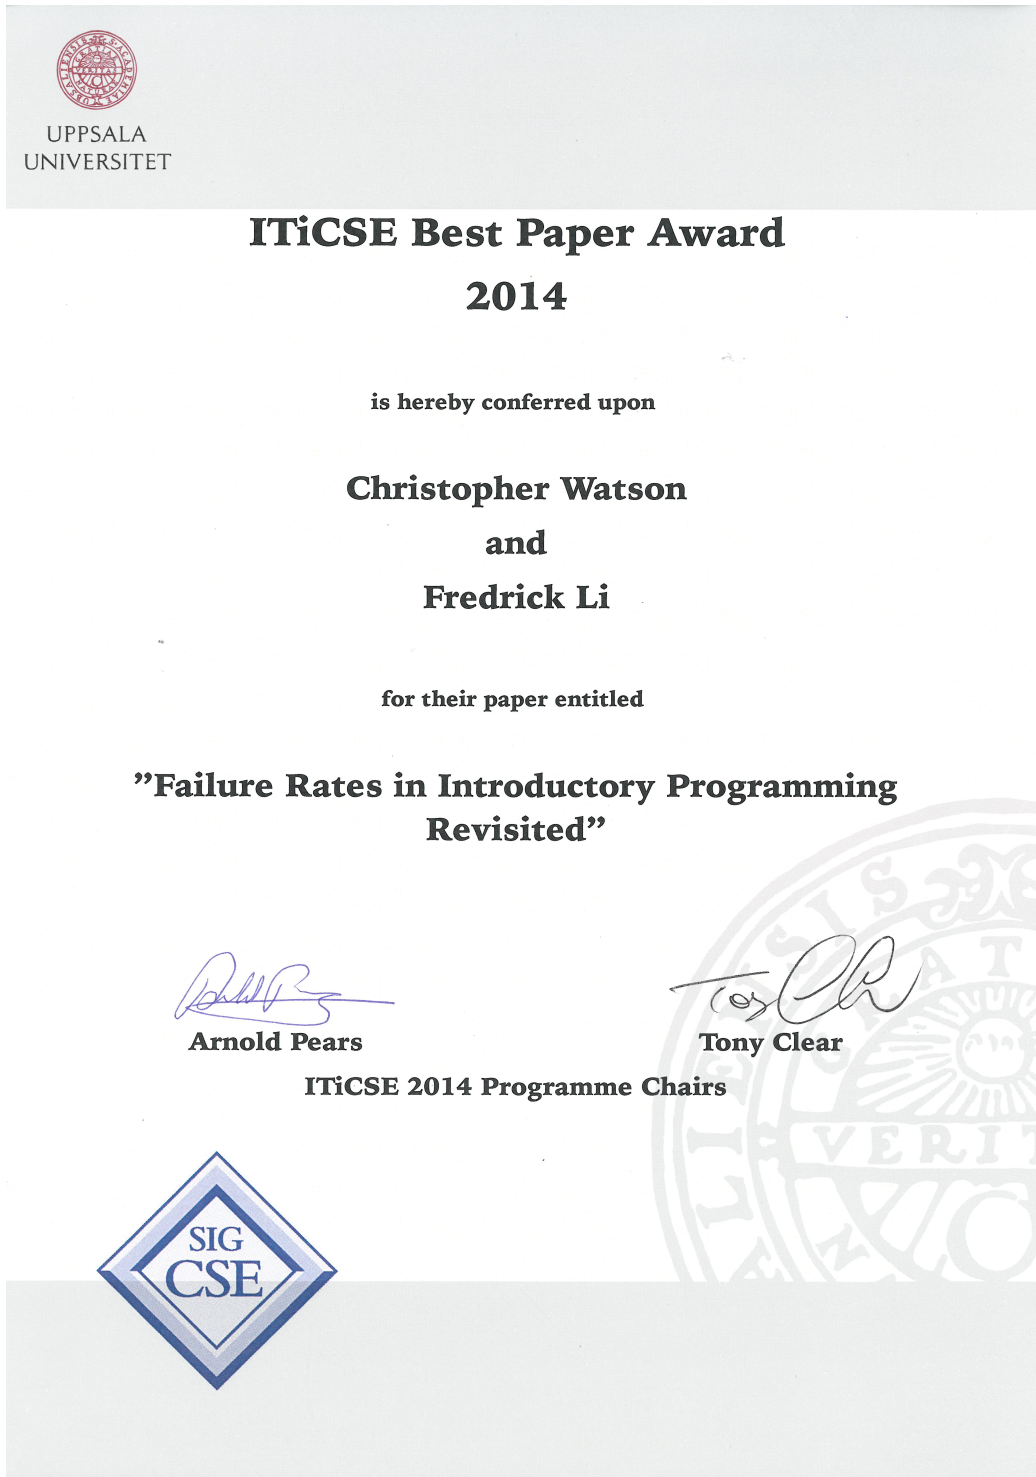 UPPSALA
UNIVERSITET
ITiCSE Best Paper Award
2014
is hereby conferred upon
Christopher Watson
and
Fredrick Li
for their paper entitled
”Failure Rates in Introductory Programming
Revisited”
Arnold Pears
Tony Clear
ITiCSE 2014 Programme Chairs
VERIT
SIG
CSE